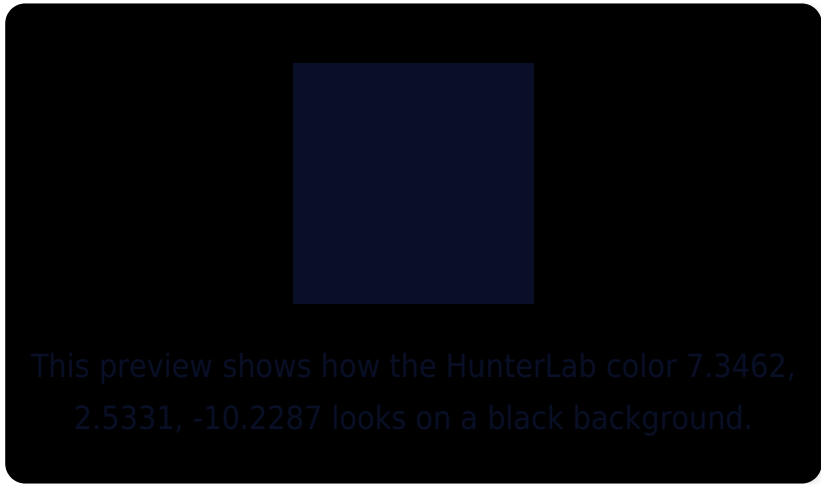 This preview shows how the HunterLab color 7.3462,
2.5331, -10.2287 looks on a black background.